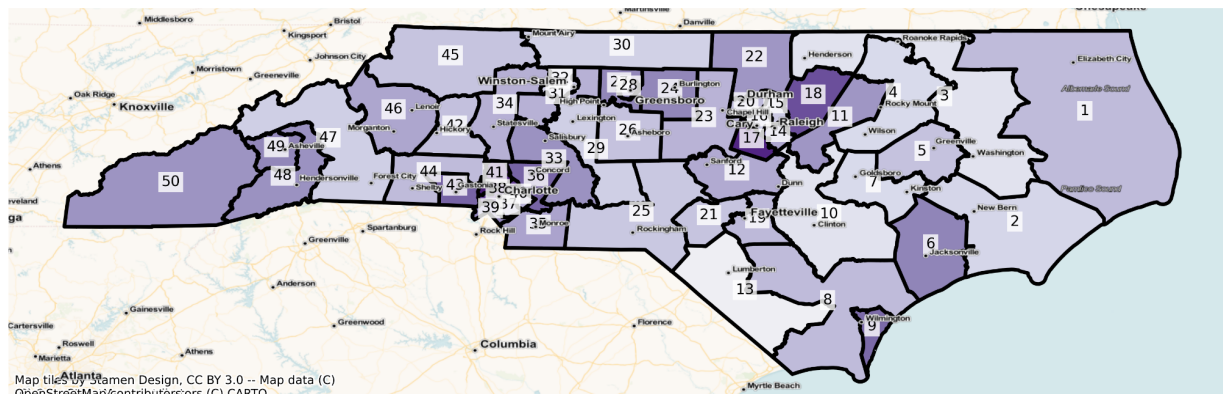 Middlesboro
Martinsville
Bristol
Danville
Kingsport
Mount Airy
Roanoke Rapids
30
Henderson
45
22
Johnson City
Elizabeth City
Morristown
Greeneville
Winston-Salem
32
31
28
24
Burlington
Durham
18
4
3
Albemarle Sound
Oak Ridge
Knoxville
46
Lenoir
34
High Point
Greensboro
20
15
Chapel Hill
Rocky Mount
1
42
Hickory
Statesville
Lexington
23
Cary
Raleigh
11
Morganton
26
Asheboro
17
14
Wilson
47
49
Asheville
Salisbury
29
5
Greenville
Washington
Athens
33
Sanford
12
50
48
Hendersonville
Forest City
44
41
36
Concord
Goldsboro
7
Dunn
43
Shelby
Gastonia
Charlotte
Kinston
Pamlico Sound
39
37
25
21
Fayetteville
10
New Bern
2
Spartanburg
Rock Hill
35
Monroe
Rockingham
Clinton
Greenville
6
Jacksonville
Lumberton
Anderson
13
8
Gainesville
Greenwood
Florence
Wilmington
9
Cartersville
Roswell
Athens
Columbia
Marietta
Atlanta
Myrtle Beach
Map tiles by Stamen Design, CC BY 3.0 -- Map data (C)
OpenStreetMap contributors (C) CARTO